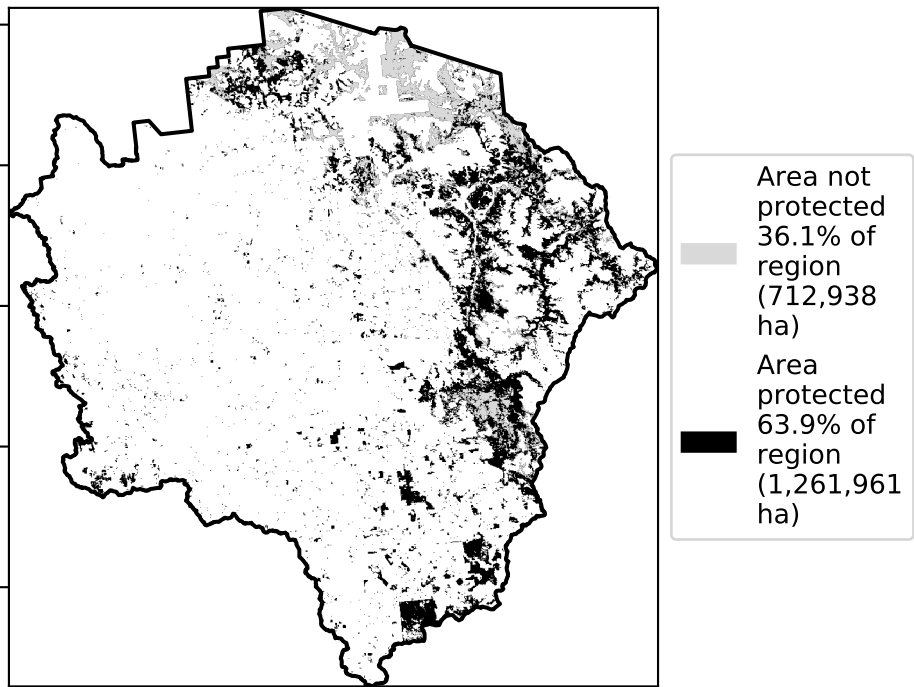 Area not
protected
36.1% of
region
(712,938
ha)
Area
protected
63.9% of
region
(1,261,961
ha)